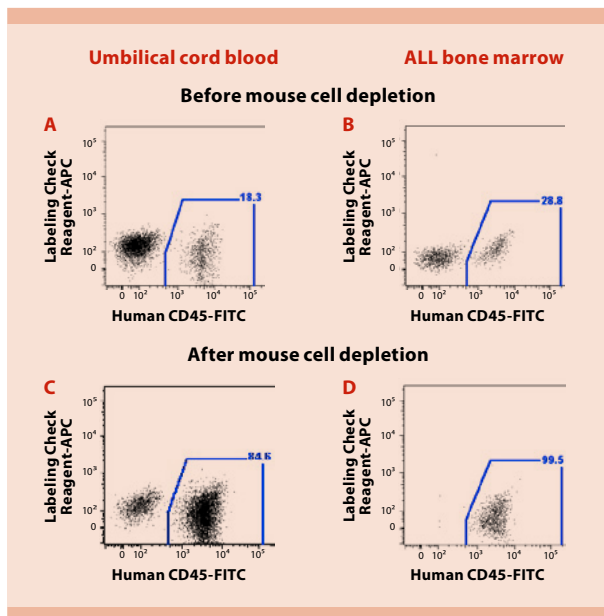 Umbilical cord blood
ALL bone marrow
Before mouse cell depletion
A
B
Labeling Check
Reagent-APC
10⁵
10⁴
10³
10²
0
18.3
0 10² 10³ 10⁴ 10⁵
Human CD45-FITC
Labeling Check
Reagent-APC
10⁵
10⁴
10³
10²
0
28.8
0 10² 10³ 10⁴ 10⁵
Human CD45-FITC
After mouse cell depletion
C
D
Labeling Check
Reagent-APC
10⁵
10⁴
10³
10²
0
84.6
0 10² 10³ 10⁴ 10⁵
Human CD45-FITC
Labeling Check
Reagent-APC
10⁵
10⁴
10³
10²
0
99.5
0 10² 10³ 10⁴ 10⁵
Human CD45-FITC